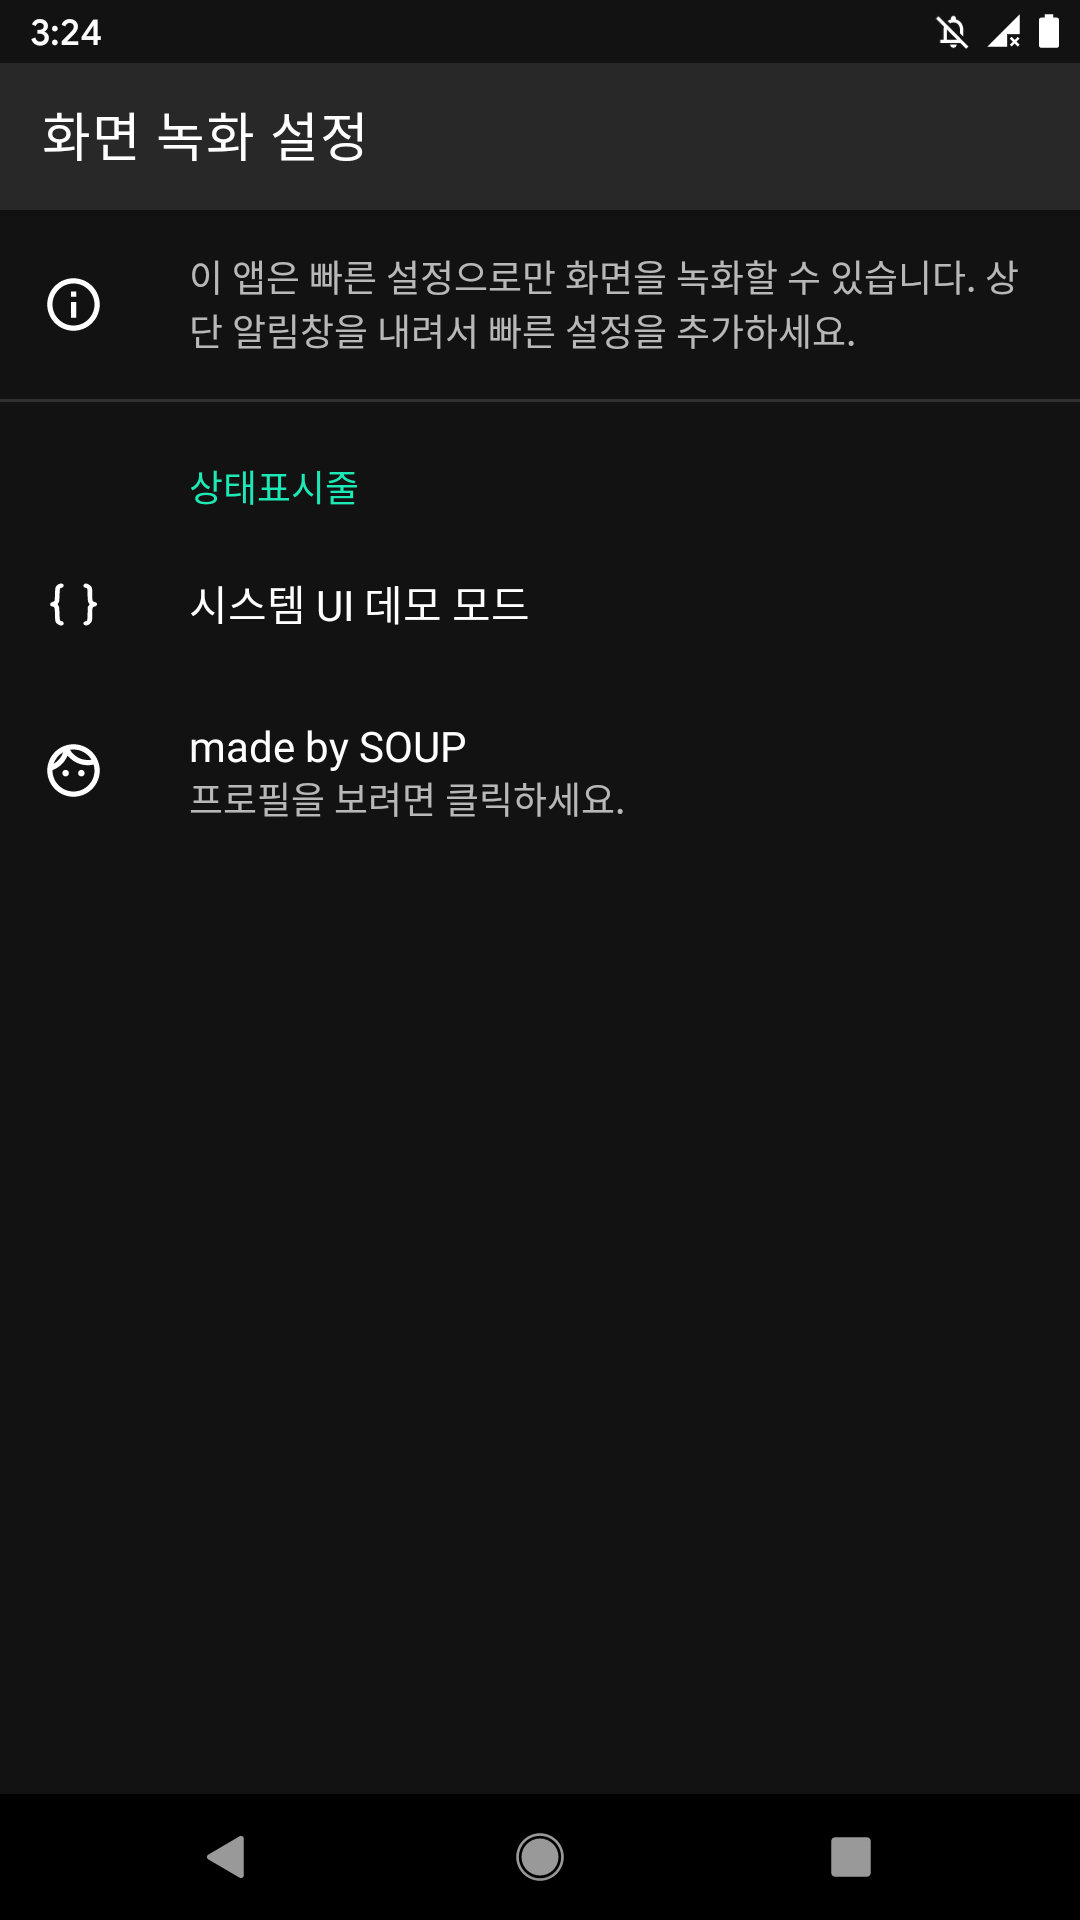 3:24
화면 녹화 설정
이 앱은 빠른 설정으로만 화면을 녹화할 수 있습니다. 상
단 알림창을 내려서 빠른 설정을 추가하세요.
상태표시줄
시스템 UI 데모 모드
made by SOUP
프로필을 보려면 클릭하세요.